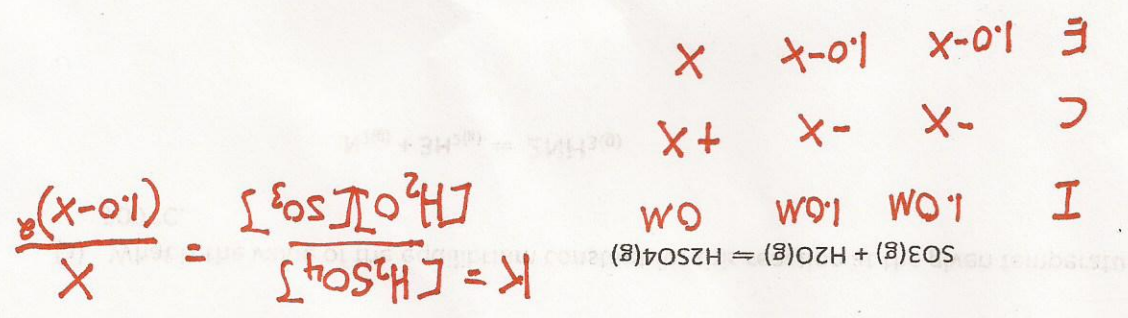 SO3(g) + H2O(g) ⇌ H2SO4(g)
I 1.0M 1.0M 0M
C -x -x +x
E 1.0-x 1.0-x x
K = [H₂SO₄] / [H₂O][SO₃] = x / (1.0-x)²